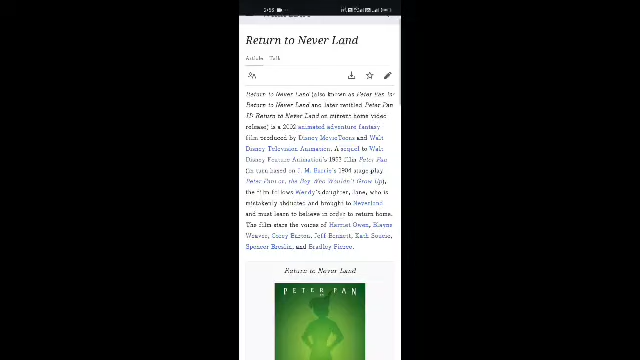 Return to Never Land
Article Talk
Return to Never Land (also known as Peter Pan in
Return to Never Land and later retitled Peter Pan
II: Return to Never Land on current home video
release) is a 2002 animated adventure fantasy
film produced by Disney MovieToons and Walt
Disney Television Animation. A sequel to Walt
Disney Feature Animation's 1953 film Peter Pan
(in turn based on J. M. Barrie's 1904 stage play
Peter Pan; or, the Boy Who Wouldn't Grow Up),
the film follows Wendy's daughter, Jane, who is
mistakenly abducted and brought to Neverland
and must learn to believe in order to return home.
The film stars the voices of Harriet Owen, Blayne
Weaver, Corey Burton, Jeff Bennett, Kath Soucie,
Spencer Breslin, and Bradley Pierce.
Return to Never Land
PETER PAN